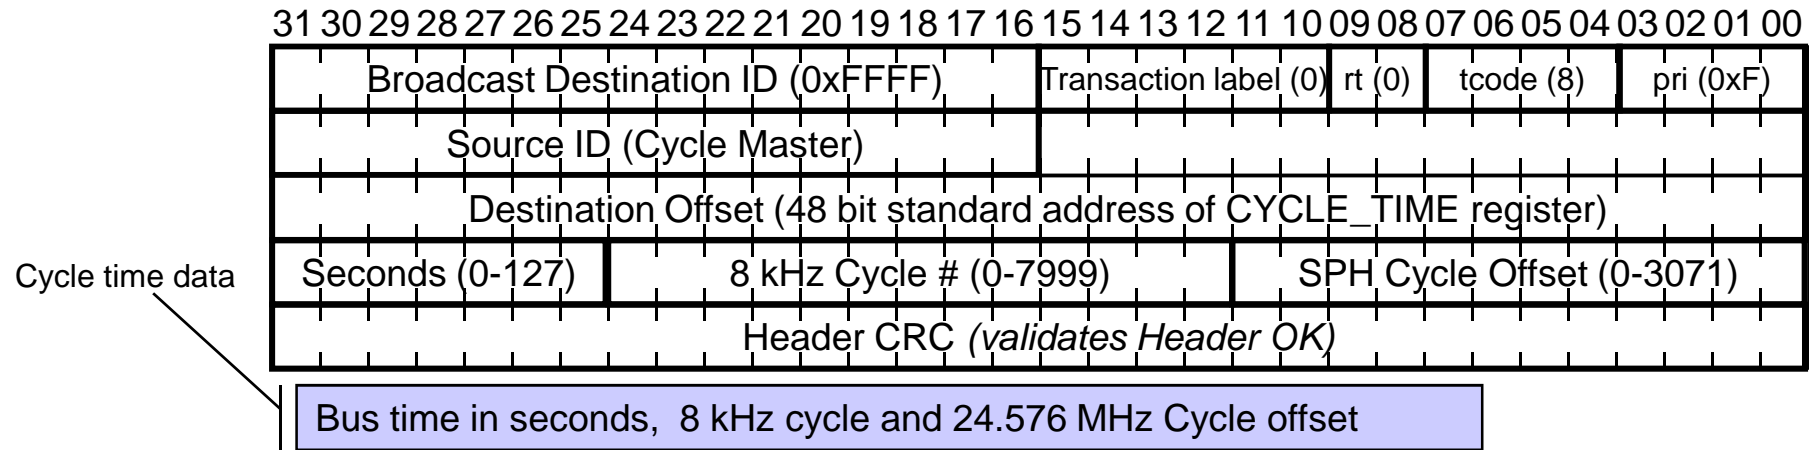 31 30 29 28 27 26 25 24 23 22 21 20 19 18 17 16 15 14 13 12 11 10 09 08 07 06 05 04 03 02 01 00
Broadcast Destination ID (0xFFFF) Transaction label (0) rt (0) tcode (8) pri (0xF)
Source ID (Cycle Master)
Destination Offset (48 bit standard address of CYCLE_TIME register)
Cycle time data Seconds (0-127) 8 kHz Cycle # (0-7999) SPH Cycle Offset (0-3071)
Header CRC (validates Header OK)
Bus time in seconds, 8 kHz cycle and 24.576 MHz Cycle offset